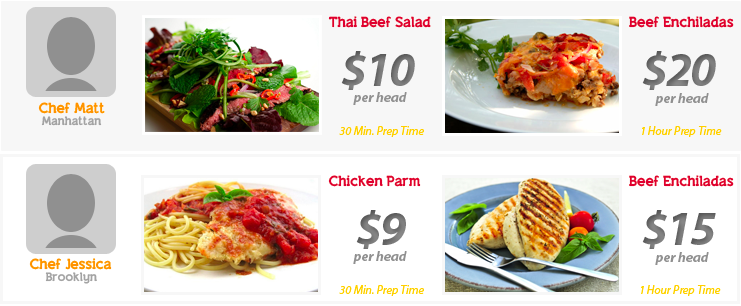 Chef Matt
Manhattan
Thai Beef Salad
$10
per head
30 Min. Prep Time
Beef Enchiladas
$20
per head
1 Hour Prep Time
Chef Jessica
Brooklyn
Chicken Parm
$9
per head
30 Min. Prep Time
Beef Enchiladas
$15
per head
1 Hour Prep Time